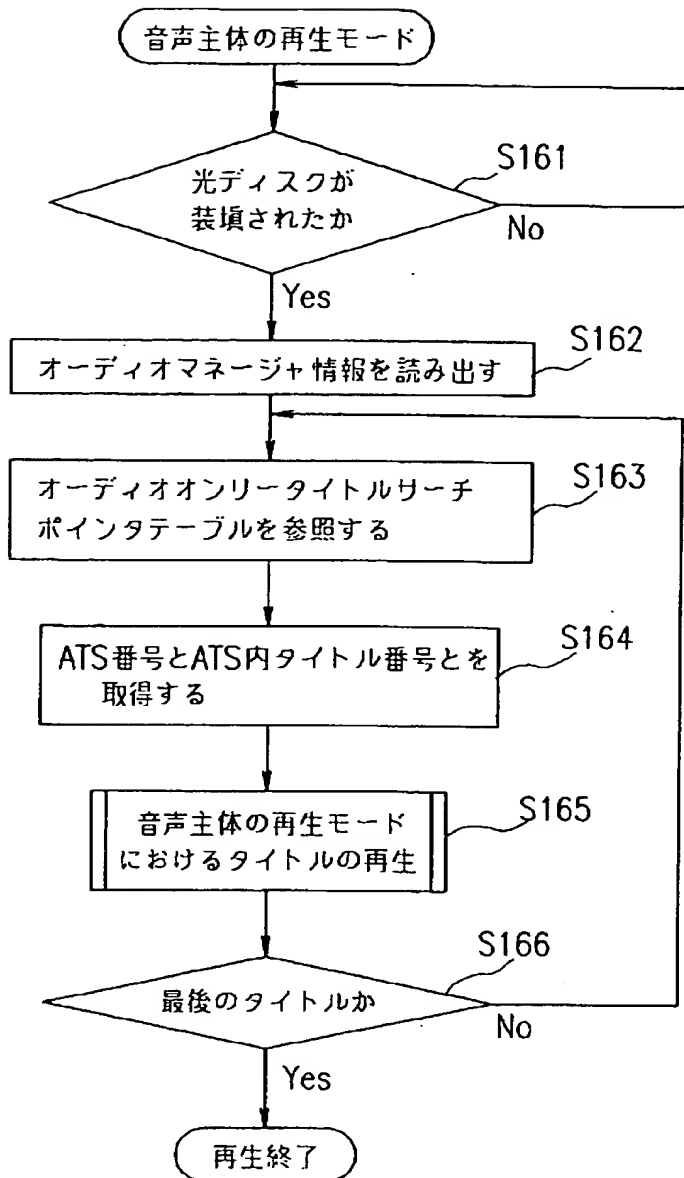 音声主体の再生モード
S161
光ディスクが
装填されたか
No
Yes
S162
オーディオマネージャ情報を読み出す
S163
オーディオオンリータイトルサーチ
ポインタテーブルを参照する
S164
ATS番号とATS内タイトル番号とを
取得する
S165
音声主体の再生モード
におけるタイトルの再生
S166
最後のタイトルか
No
Yes
再生終了